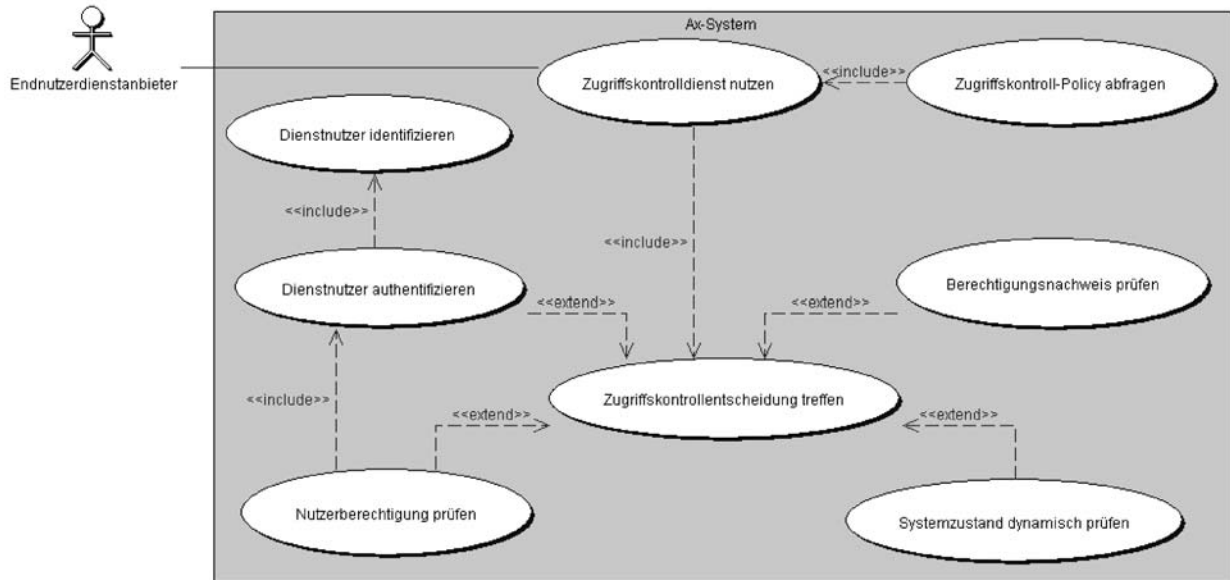 Ax-System
Endnutzerdienstanbieter
Zugriffskontrolldienst nutzen
<<include>>
Zugriffskontroll-Policy abfragen
Dienstnutzer identifizieren
<<include>>
<<include>>
Dienstnutzer authentifizieren
<<extend>>
<<extend>>
Berechtigungsnachweis prüfen
<<include>>
Zugriffskontrollentscheidung treffen
<<extend>>
<<extend>>
Nutzerberechtigung prüfen
Systemzustand dynamisch prüfen